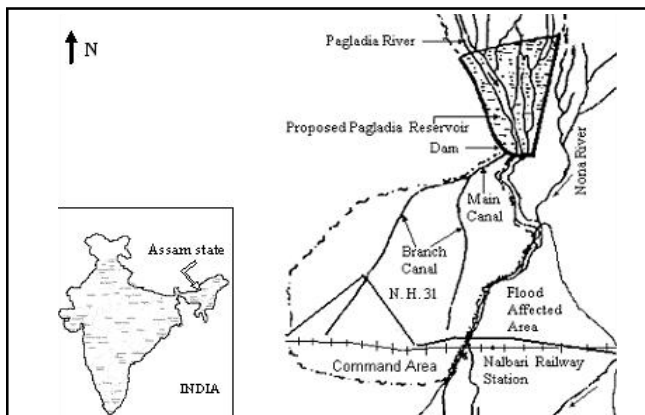 N
Pagladia River
Proposed Pagladia Reservoir
Dam
Nona River
Main
Canal
Assam state
Branch
Canal
N. H. 31
Flood
Affected
Area
Command Area
Nalbari Railway
Station
INDIA